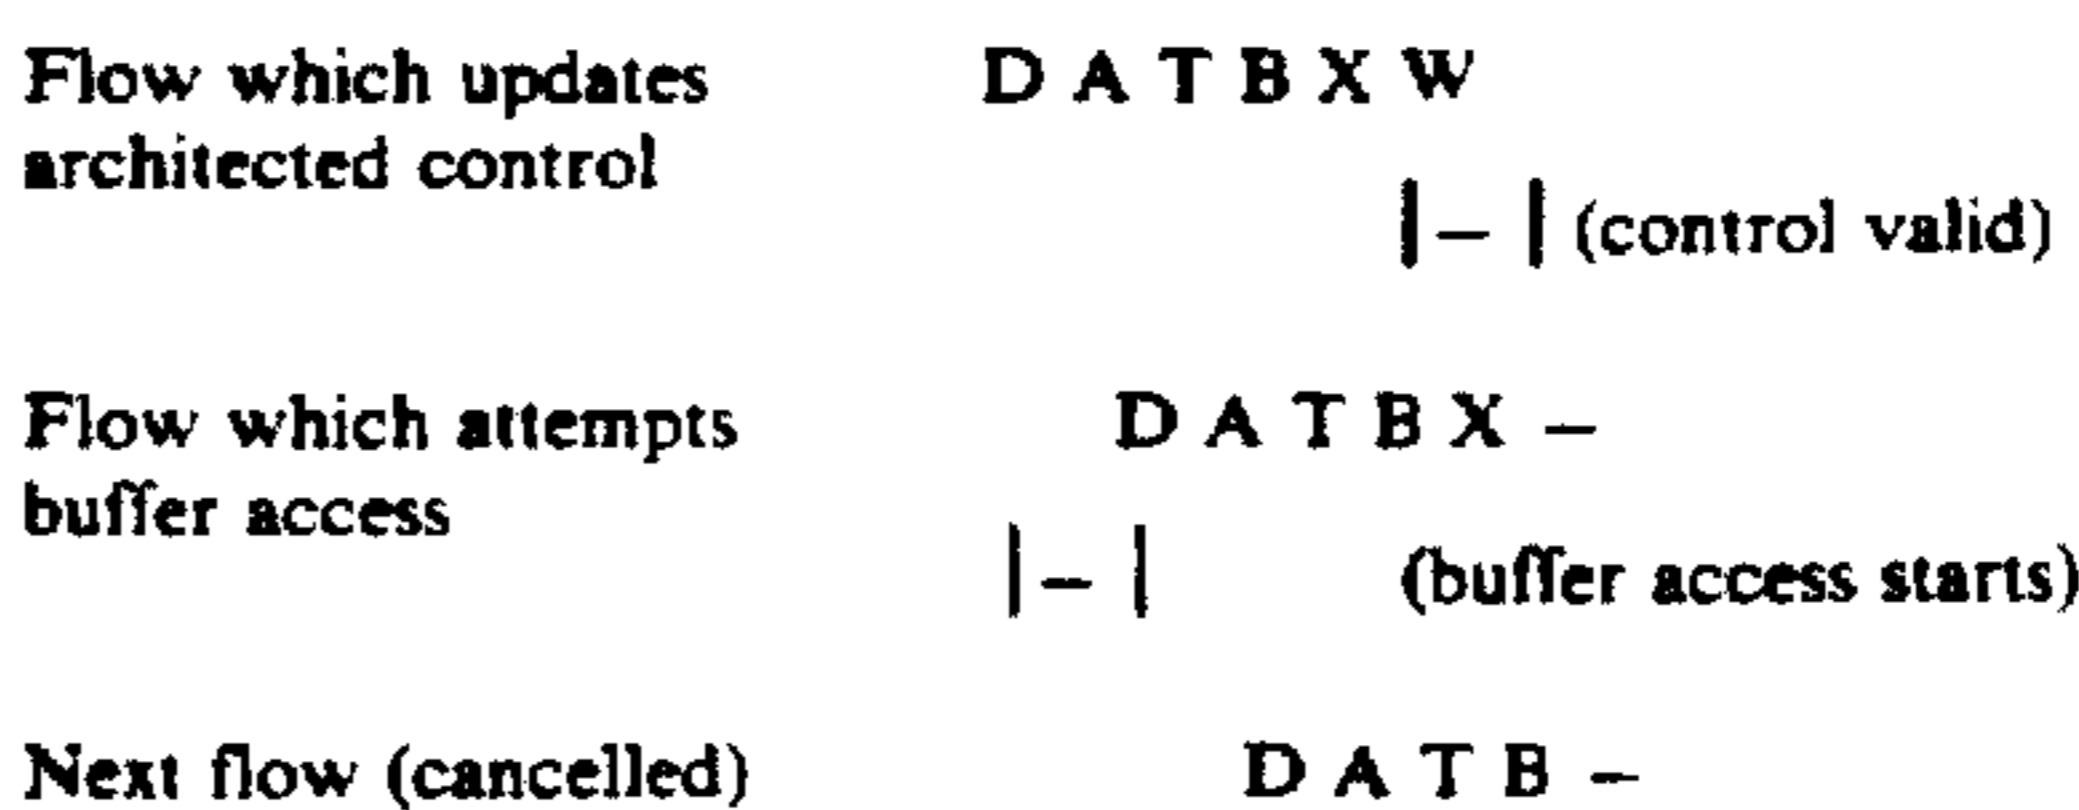 Flow which updates D A T B X W
architected control
|– | (control valid)
Flow which attempts D A T B X –
buffer access
|– | (buffer access starts)
Next flow (cancelled) D A T B –